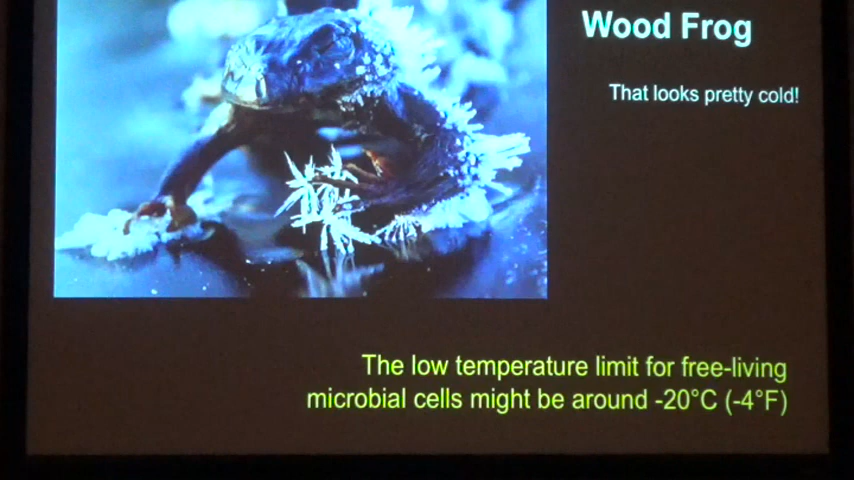 Wood Frog
That looks pretty cold!
The low temperature limit for free-living
microbial cells might be around -20°C (-4°F)